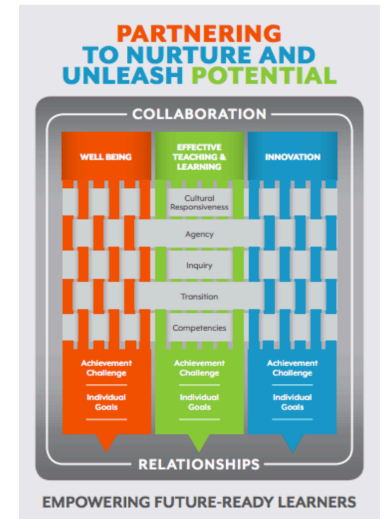 PARTNERING
TO NURTURE AND
UNLEASH POTENTIAL
COLLABORATION
WELL BEING
EFFECTIVE
TEACHING &
LEARNING
INNOVATION
Cultural
Responsiveness
Agency
Inquiry
Transition
Competencies
Achievement
Challenge
Individual
Goals
Achievement
Challenge
Individual
Goals
Achievement
Challenge
Individual
Goals
RELATIONSHIPS
EMPOWERING FUTURE-READY LEARNERS